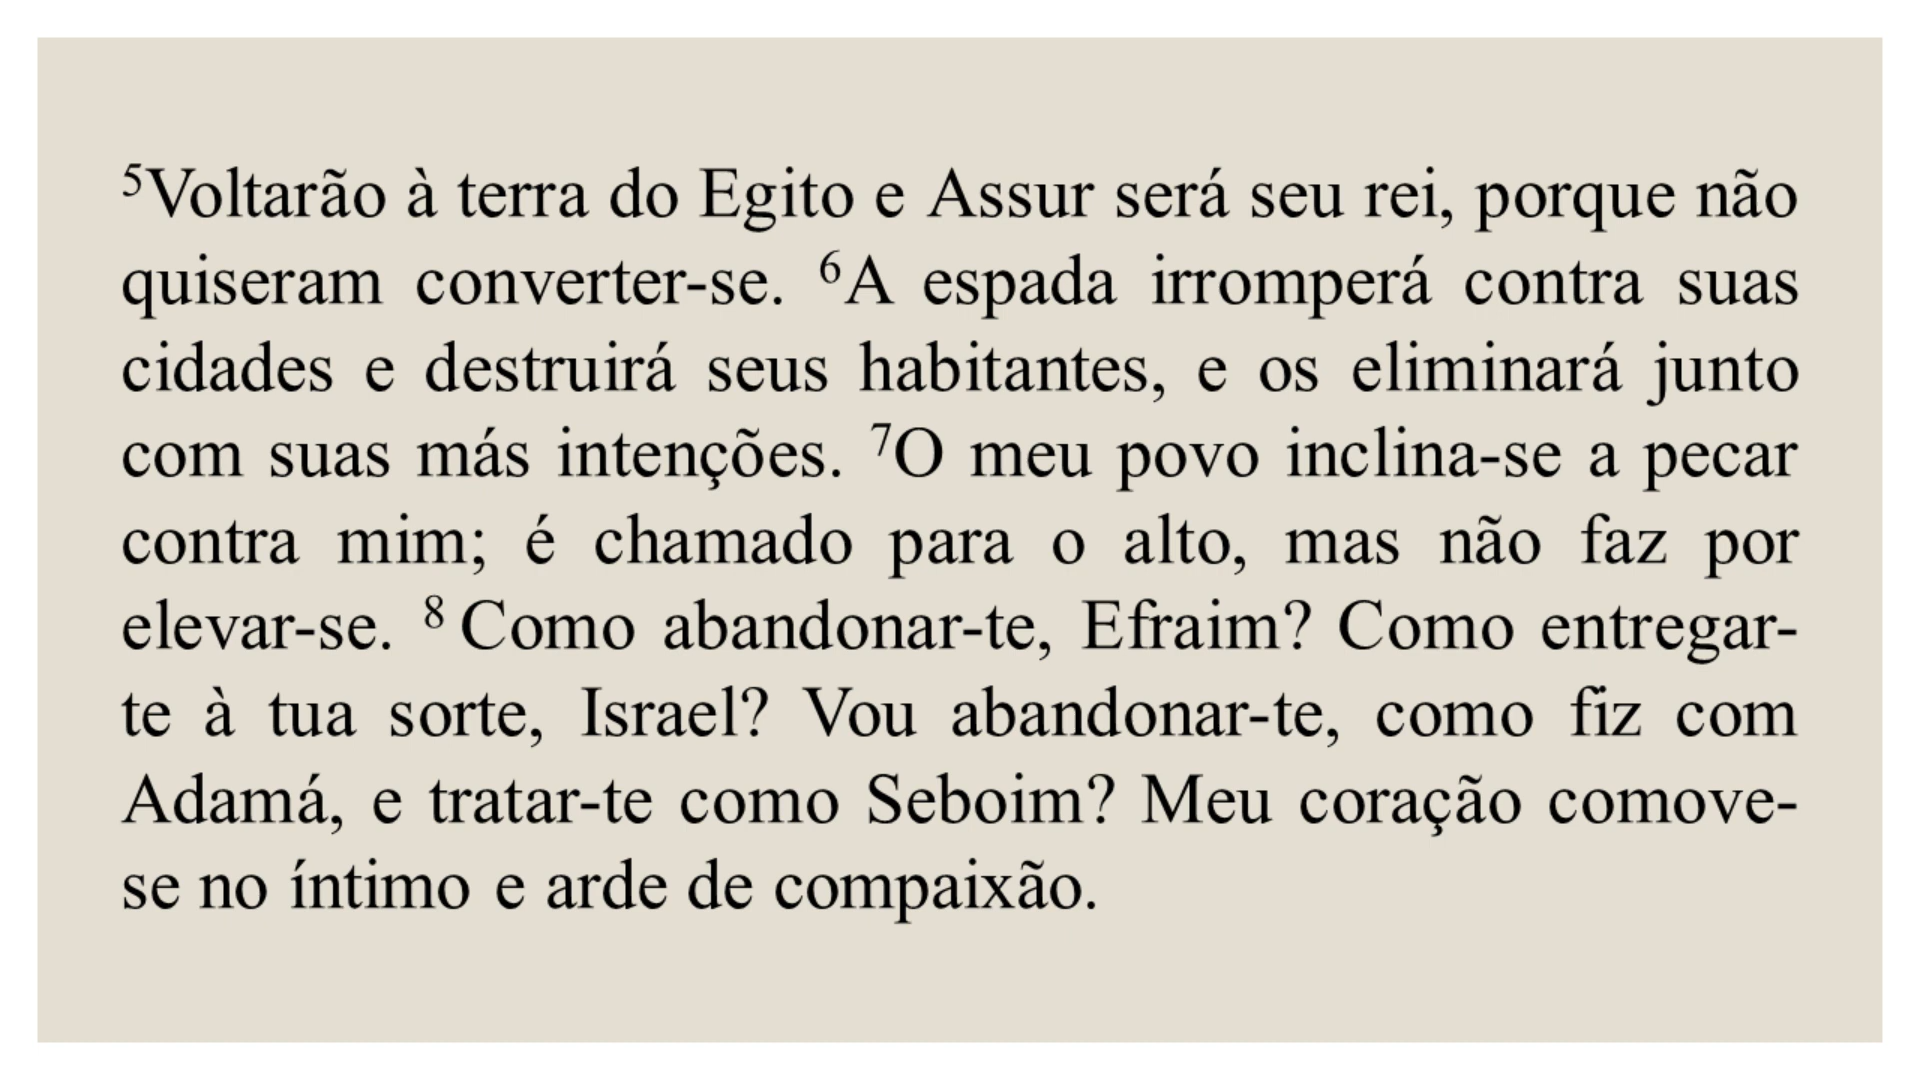 ⁵Voltarão à terra do Egito e Assur será seu rei, porque não
quiseram converter-se. ⁶A espada irromperá contra suas
cidades e destruirá seus habitantes, e os eliminará junto
com suas más intenções. ⁷O meu povo inclina-se a pecar
contra mim; é chamado para o alto, mas não faz por
elevar-se. ⁸ Como abandonar-te, Efraim? Como entregar-
te à tua sorte, Israel? Vou abandonar-te, como fiz com
Adamá, e tratar-te como Seboim? Meu coração comove-
se no íntimo e arde de compaixão.